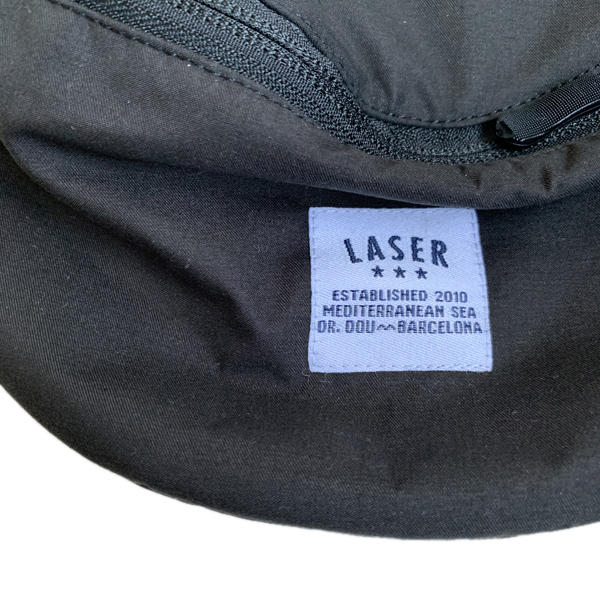 LASER
★★★
ESTABLISHED 2010
MEDITERRANEAN SEA
DR. DOU〰BARCELONA